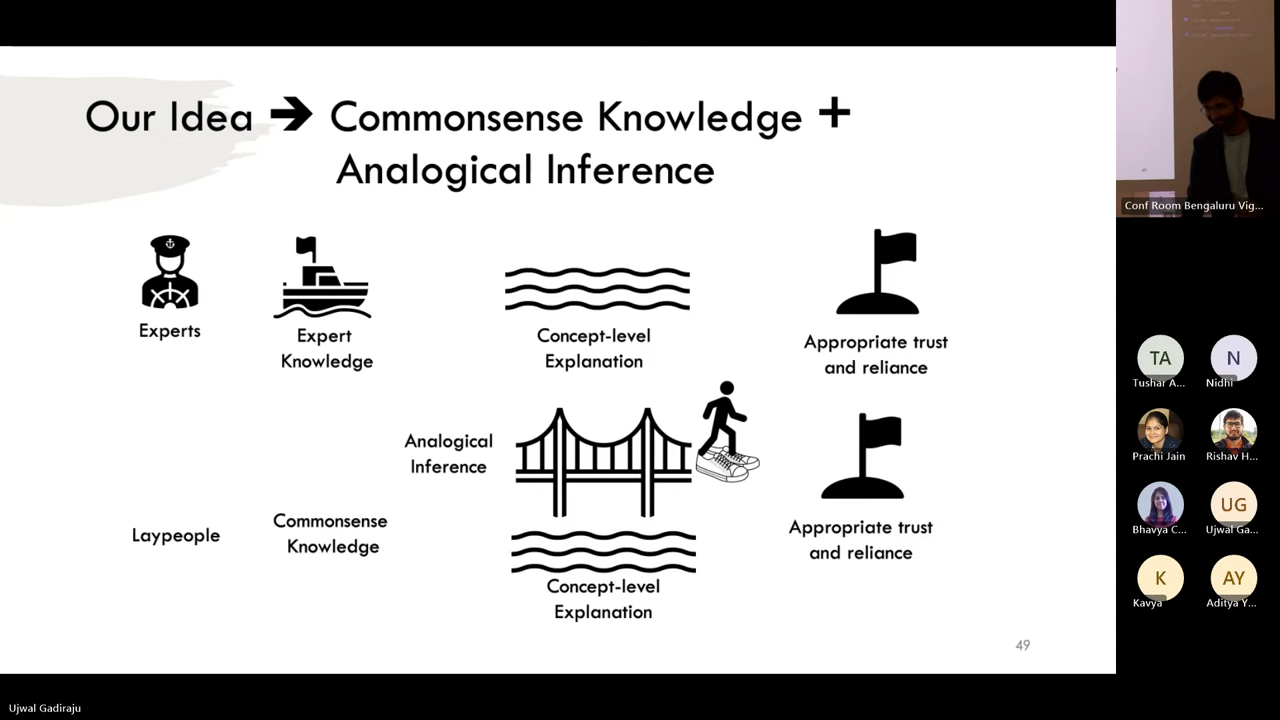 Our Idea ➔ Commonsense Knowledge +
Analogical Inference
Experts
Expert
Knowledge
Concept-level
Explanation
Appropriate trust
and reliance
Analogical
Inference
Laypeople
Commonsense
Knowledge
Concept-level
Explanation
Appropriate trust
and reliance
49
Conf Room Bengaluru Vig...
TA
Tushar A...
N
Nidhi
Prachi Jain
Rishav H...
Bhavya C...
UG
Ujwal Ga...
K
Kavya
AY
Aditya Y...
Ujwal Gadiraju